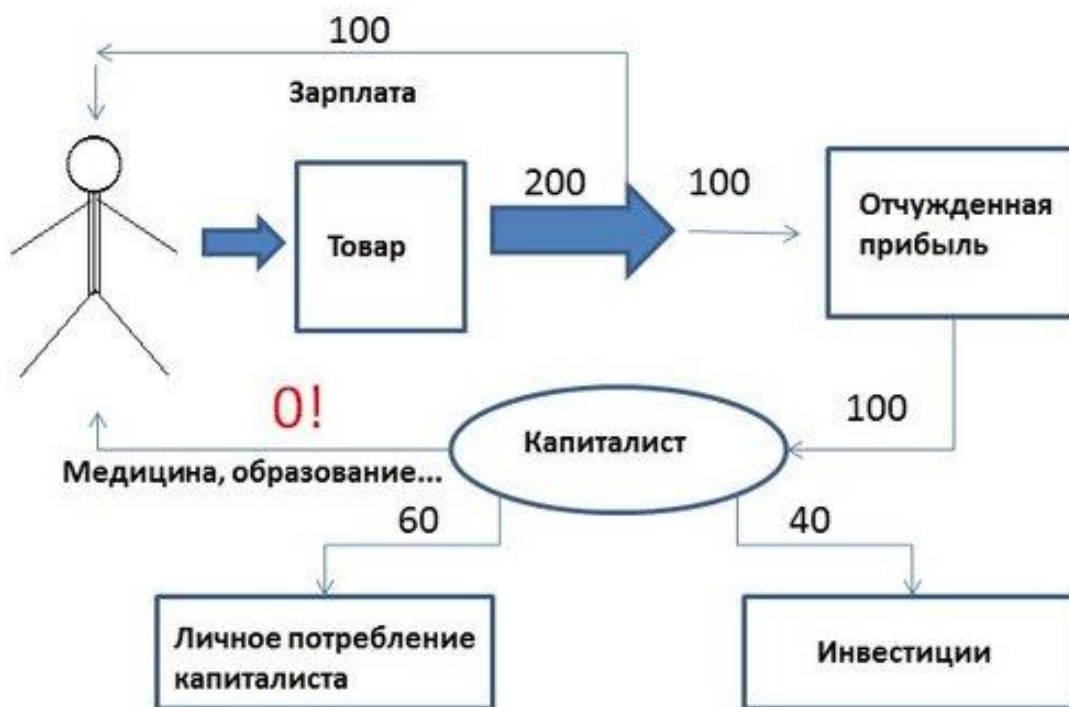 100
Зарплата
200
100
Товар
Отчужденная
прибыль
0!
100
Капиталист
Медицина, образование...
60
40
Личное потребление
капиталиста
Инвестиции